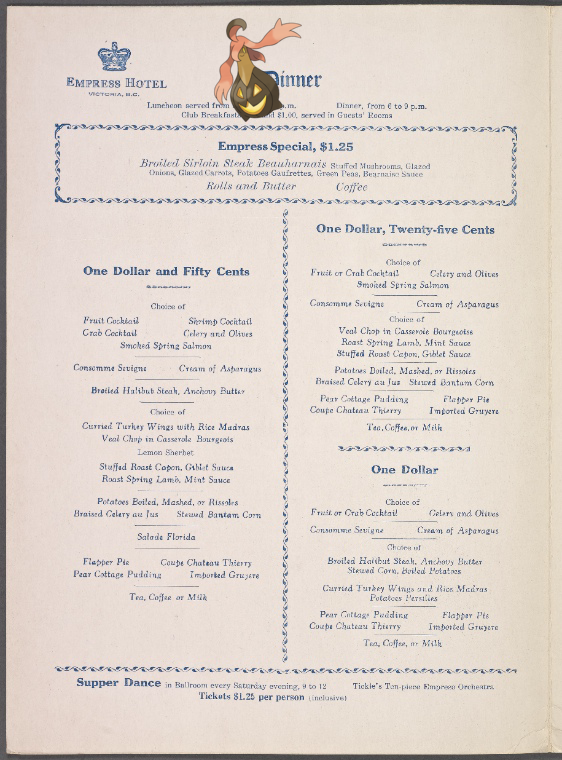 EMPRESS HOTEL
VICTORIA, B.C.
Dinner
Luncheon served from .m. Dinner, from 6 to 9 p.m.
Club Breakfast $1.00, served in Guests' Rooms
Empress Special, $1.25
Broiled Sirloin Steak Beauharnais Stuffed Mushrooms, Glazed
Onions, Glazed Carrots, Potatoes Gaufrettes, Green Peas, Bearnaise Sauce
Rolls and Butter Coffee
One Dollar and Fifty Cents
Choice of
Fruit Cocktail Shrimp Cocktail
Crab Cocktail Celery and Olives
Smoked Spring Salmon
Consomme Sevigne Cream of Asparagus
Broiled Halibut Steak, Anchovy Butter
Choice of
Curried Turkey Wings with Rice Madras
Veal Chop in Casserole Bourgeois
Lemon Sherbet
Stuffed Roast Capon, Giblet Sauce
Roast Spring Lamb, Mint Sauce
Potatoes Boiled, Mashed, or Rissoles
Braised Celery au Jus Stewed Bantam Corn
Salade Florida
Flapper Pie Coupe Chateau Thierry
Pear Cottage Pudding Imported Gruyere
Tea, Coffee or Milk
One Dollar, Twenty-five Cents
Choice of
Fruit or Crab Cocktail Celery and Olives
Smoked Spring Salmon
Consomme Sevigne Cream of Asparagus
Choice of
Veal Chop in Casserole Bourgeoise
Roast Spring Lamb, Mint Sauce
Stuffed Roast Capon, Giblet Sauce
Potatoes Boiled, Mashed, or Rissoles
Braised Celery au Jus Stewed Bantam Corn
Pear Cottage Pudding Flapper Pie
Coupe Chateau Thierry Imported Gruyere
Tea, Coffee, or Milk
One Dollar
Choice of
Fruit or Crab Cocktail Celery and Olives
Consomme Sevigne Cream of Asparagus
Choice of
Broiled Halibut Steak, Anchovy Butter
Stewed Corn, Boiled Potatoes
Curried Turkey Wings and Rice Madras
Potatoes Persilles
Pear Cottage Pudding Flapper Pie
Coupe Chateau Thierry Imported Gruyere
Tea, Coffee, or Milk
Supper Dance in Ballroom every Saturday evening, 9 to 12 Tickle's Ten-piece Empress Orchestra.
Tickets $1.25 per person (inclusive)